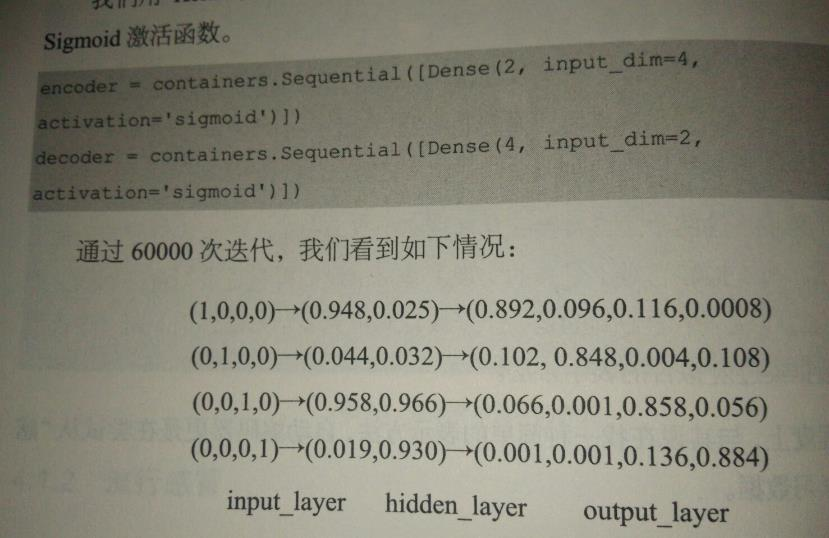 我们用
Sigmoid 激活函数。
encoder = containers.Sequential([Dense(2, input_dim=4,
activation='sigmoid')])
decoder = containers.Sequential([Dense(4, input_dim=2,
activation='sigmoid')])
通过 60000 次迭代，我们看到如下情况：
(1,0,0,0)→(0.948,0.025)→(0.892,0.096,0.116,0.0008)
(0,1,0,0)→(0.044,0.032)→(0.102, 0.848,0.004,0.108)
(0,0,1,0)→(0.958,0.966)→(0.066,0.001,0.858,0.056)
(0,0,0,1)→(0.019,0.930)→(0.001,0.001,0.136,0.884)
input_layer hidden_layer output_layer